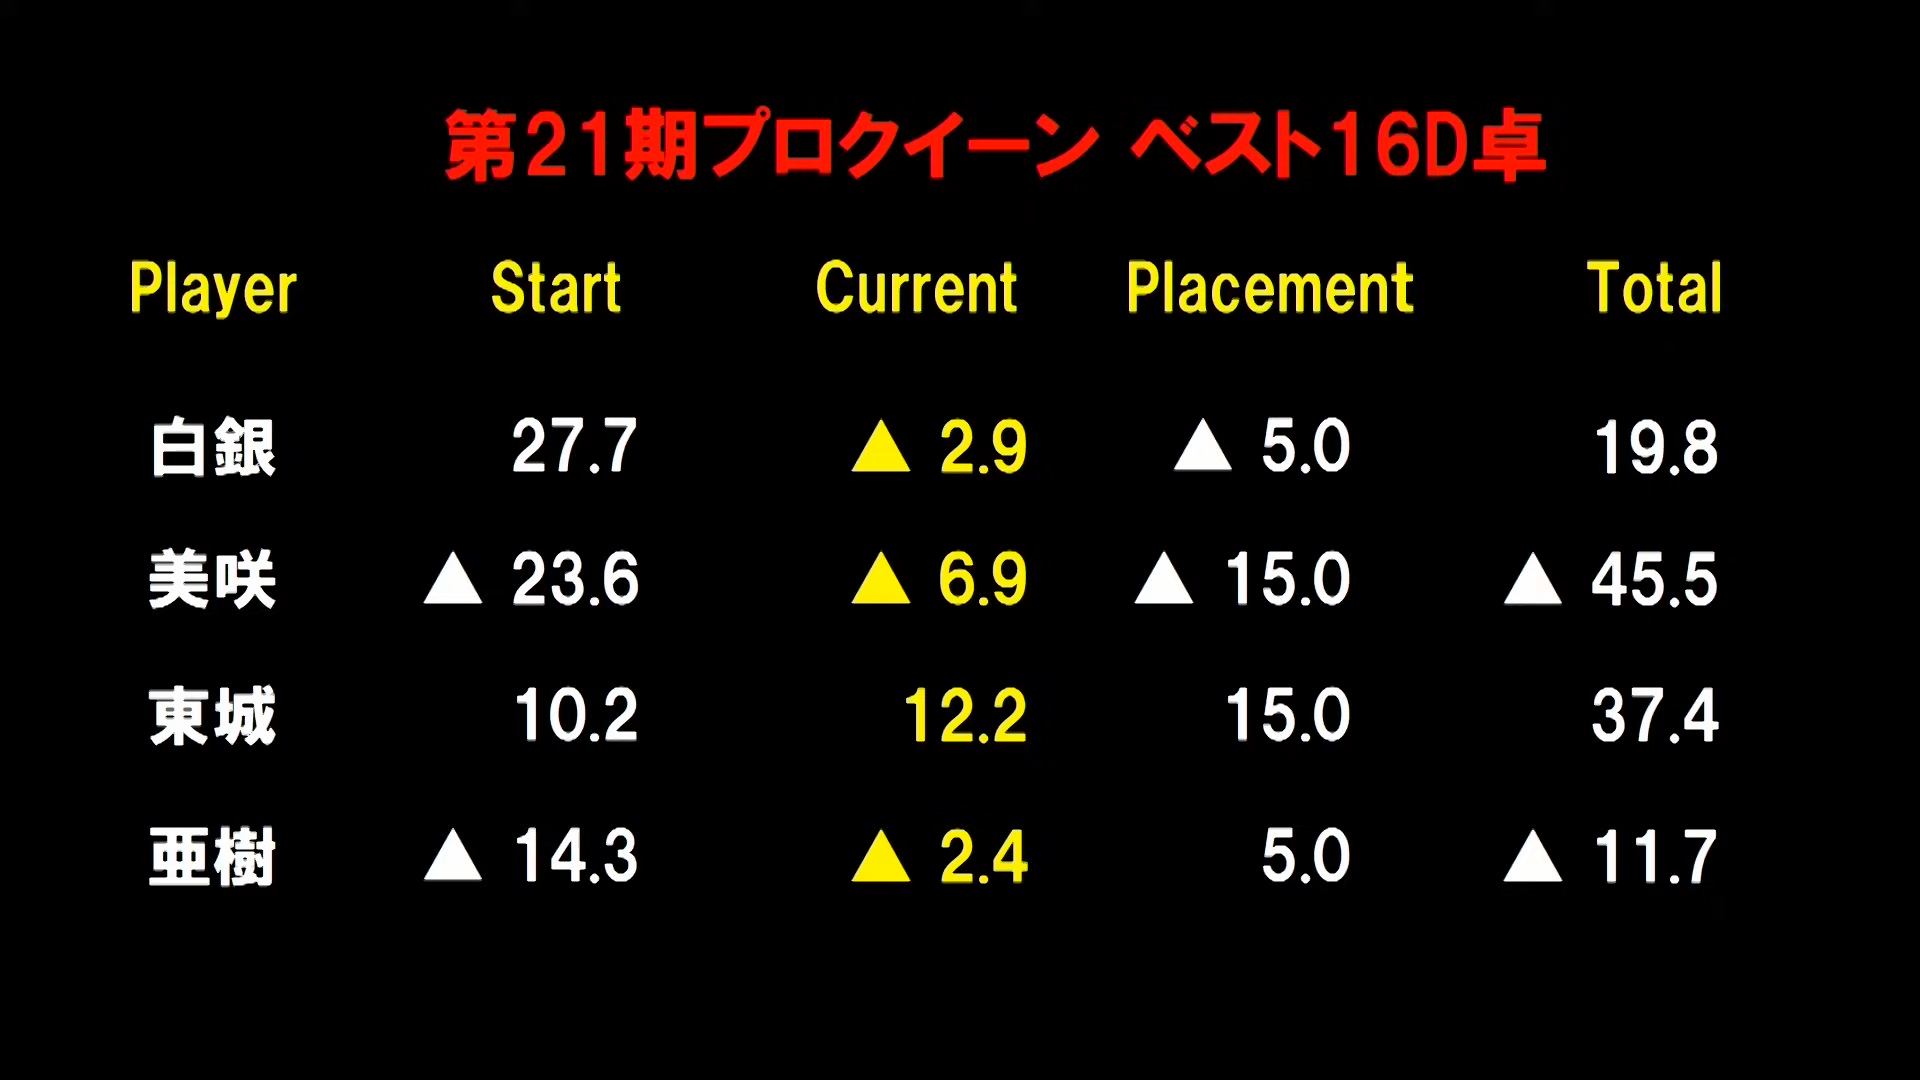 第21期プロクイーン ベスト16D卓
Player Start Current Placement Total
白銀 27.7 ▲ 2.9 ▲ 5.0 19.8
美咲 ▲ 23.6 ▲ 6.9 ▲ 15.0 ▲ 45.5
東城 10.2 12.2 15.0 37.4
亜樹 ▲ 14.3 ▲ 2.4 5.0 ▲ 11.7